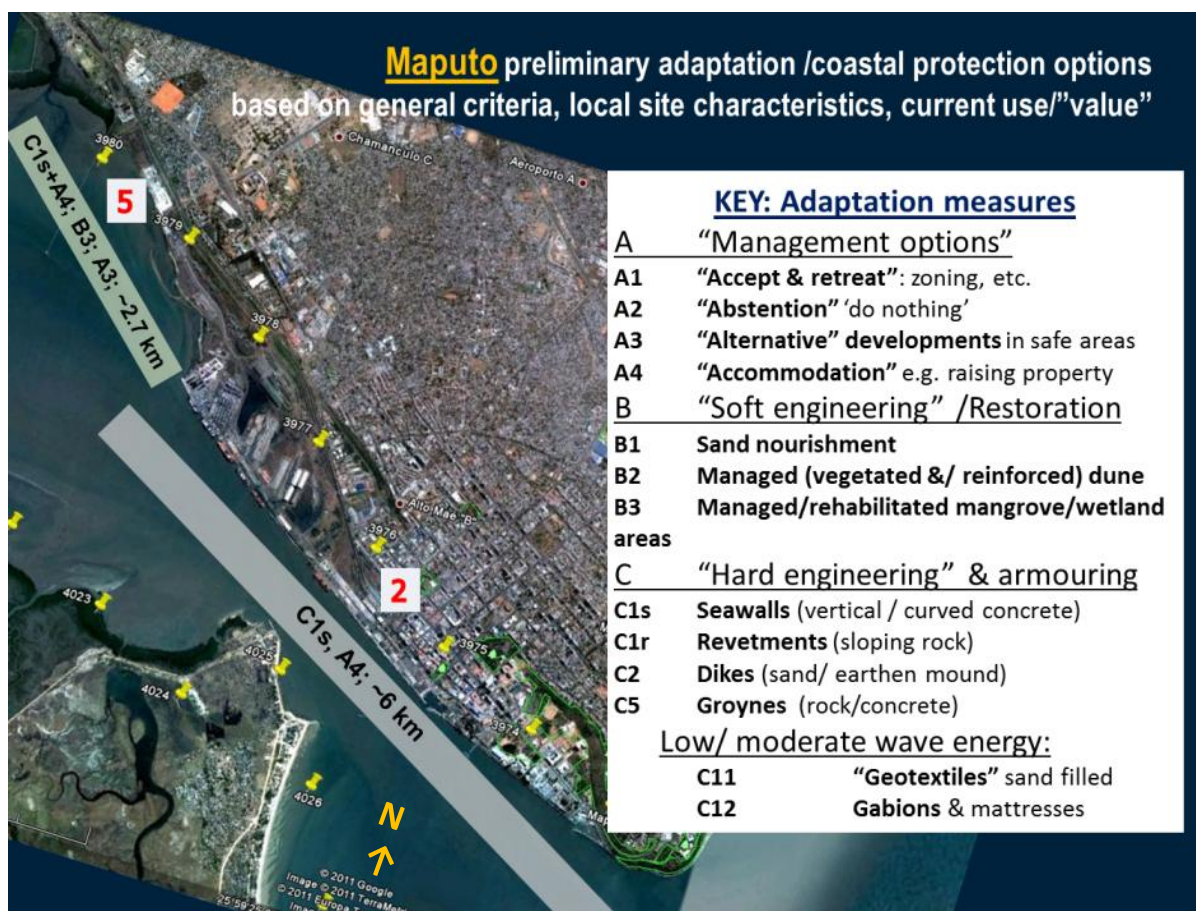 Maputo preliminary adaptation /coastal protection options
based on general criteria, local site characteristics, current use/"value"
3980
Chamanculo C
Aeroporto A
C1s+A4; B3; A3; ~2.7 km
5
3979
3978
3977
Alto Mae "B"
3976
2
3975
3974
C1s, A4; ~6 km
4023
4025
4024
4026
N
© 2011 Google
Image © 2011 TerraMetrics
© 2011 Europa
KEY: Adaptation measures
A "Management options"
A1 "Accept & retreat": zoning, etc.
A2 "Abstention" 'do nothing'
A3 "Alternative" developments in safe areas
A4 "Accommodation" e.g. raising property
B "Soft engineering" /Restoration
B1 Sand nourishment
B2 Managed (vegetated &/ reinforced) dune
B3 Managed/rehabilitated mangrove/wetland
areas
C "Hard engineering" & armouring
C1s Seawalls (vertical / curved concrete)
C1r Revetments (sloping rock)
C2 Dikes (sand/ earthen mound)
C5 Groynes (rock/concrete)
Low/ moderate wave energy:
C11 "Geotextiles" sand filled
C12 Gabions & mattresses